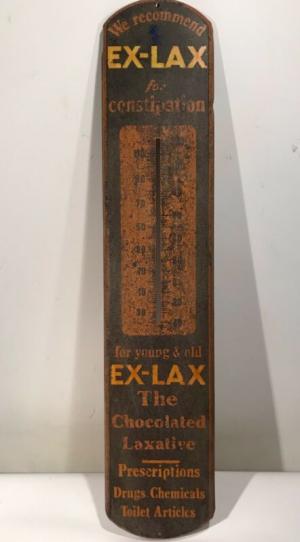 We recommend
EX-LAX
for
constipation
for young & old
EX-LAX
The
Chocolated
Laxative
Prescriptions
Drugs Chemicals
Toilet Articles